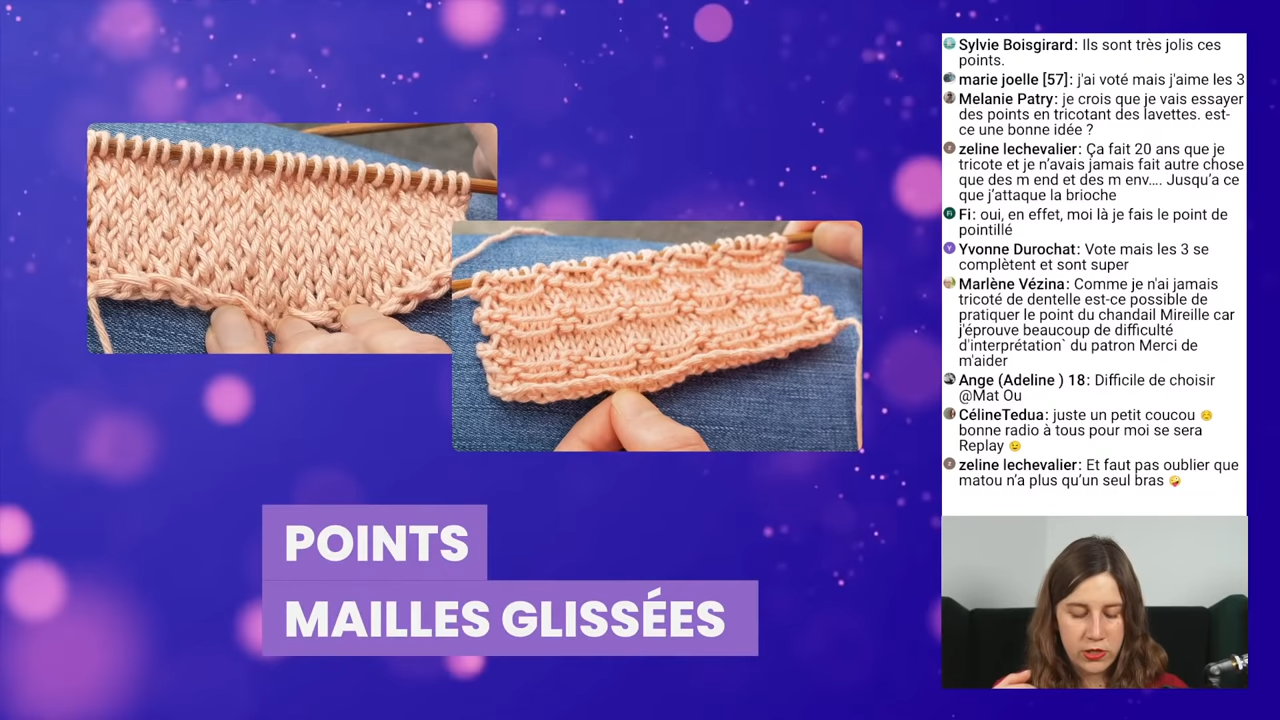 Sylvie Boisgirard: Ils sont très jolis ces
points.
marie joelle [57]: j'ai voté mais j'aime les 3
Melanie Patry: je crois que je vais essayer
des points en tricotant des lavettes. est-
ce une bonne idée ?
zeline lechevalier: Ça fait 20 ans que je
tricote et je n’avais jamais fait autre chose
que des m end et des m env…. Jusqu’a ce
que j’attaque la brioche
Fi: oui, en effet, moi là je fais le point de
pointillé
Yvonne Durochat: Vote mais les 3 se
complètent et sont super
Marlène Vézina: Comme je n'ai jamais
tricoté de dentelle est-ce possible de
pratiquer le point du chandail Mireille car
j'éprouve beaucoup de difficulté
d'interprétation` du patron Merci de
m'aider
Ange (Adeline ) 18: Difficile de choisir
@Mat Ou
CélineTedua: juste un petit coucou ☺️
bonne radio à tous pour moi se sera
Replay 😉
zeline lechevalier: Et faut pas oublier que
matou n’a plus qu’un seul bras 🤪
POINTS
MAILLES GLISSÉES